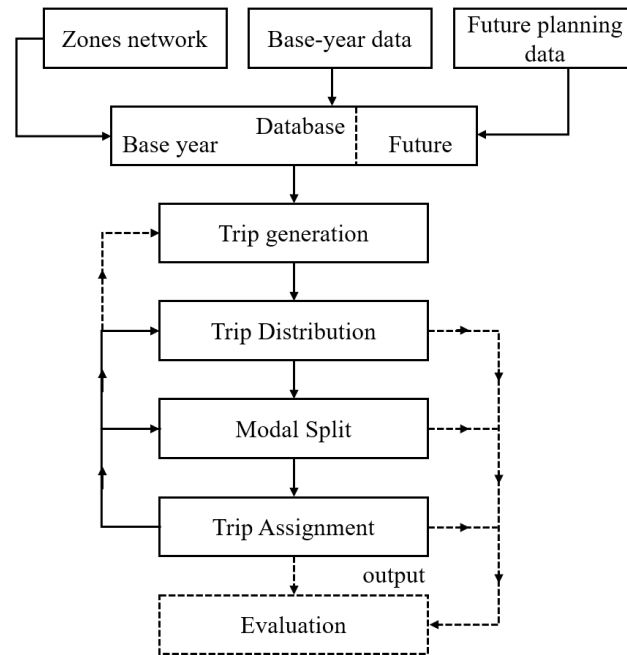 Zones network
Base-year data
Future planning
data
Database
Base year
Future
Trip generation
Trip Distribution
Modal Split
Trip Assignment
output
Evaluation